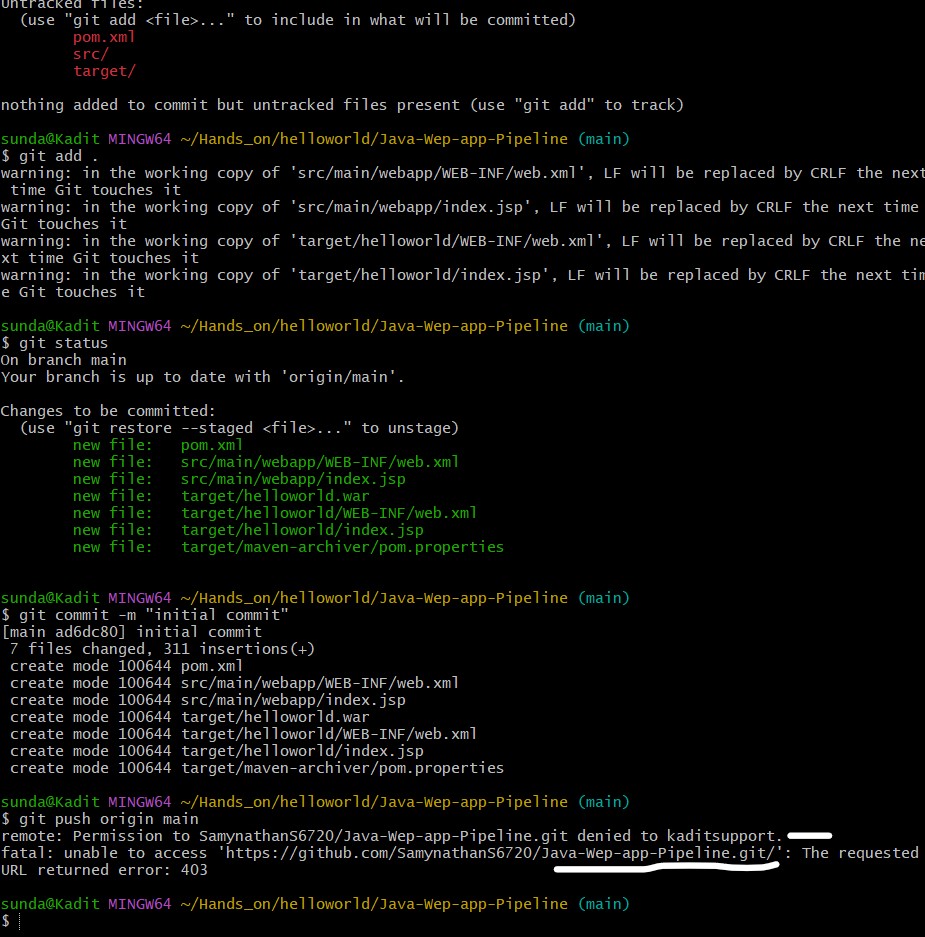 Untracked files:
  (use "git add <file>..." to include in what will be committed)
        pom.xml
        src/
        target/

nothing added to commit but untracked files present (use "git add" to track)

sunda@Kadit MINGW64 ~/Hands_on/helloworld/Java-Wep-app-Pipeline (main)
$ git add .
warning: in the working copy of 'src/main/webapp/WEB-INF/web.xml', LF will be replaced by CRLF the next
 time Git touches it
warning: in the working copy of 'src/main/webapp/index.jsp', LF will be replaced by CRLF the next time
Git touches it
warning: in the working copy of 'target/helloworld/WEB-INF/web.xml', LF will be replaced by CRLF the ne
xt time Git touches it
warning: in the working copy of 'target/helloworld/index.jsp', LF will be replaced by CRLF the next tim
e Git touches it

sunda@Kadit MINGW64 ~/Hands_on/helloworld/Java-Wep-app-Pipeline (main)
$ git status
On branch main
Your branch is up to date with 'origin/main'.

Changes to be committed:
  (use "git restore --staged <file>..." to unstage)
        new file:   pom.xml
        new file:   src/main/webapp/WEB-INF/web.xml
        new file:   src/main/webapp/index.jsp
        new file:   target/helloworld.war
        new file:   target/helloworld/WEB-INF/web.xml
        new file:   target/helloworld/index.jsp
        new file:   target/maven-archiver/pom.properties

sunda@Kadit MINGW64 ~/Hands_on/helloworld/Java-Wep-app-Pipeline (main)
$ git commit -m "initial commit"
[main ad6dc80] initial commit
 7 files changed, 311 insertions(+)
 create mode 100644 pom.xml
 create mode 100644 src/main/webapp/WEB-INF/web.xml
 create mode 100644 src/main/webapp/index.jsp
 create mode 100644 target/helloworld.war
 create mode 100644 target/helloworld/WEB-INF/web.xml
 create mode 100644 target/helloworld/index.jsp
 create mode 100644 target/maven-archiver/pom.properties

sunda@Kadit MINGW64 ~/Hands_on/helloworld/Java-Wep-app-Pipeline (main)
$ git push origin main
remote: Permission to SamynathanS6720/Java-Wep-app-Pipeline.git denied to kaditsupport.
fatal: unable to access 'https://github.com/SamynathanS6720/Java-Wep-app-Pipeline.git/': The requested
URL returned error: 403

sunda@Kadit MINGW64 ~/Hands_on/helloworld/Java-Wep-app-Pipeline (main)
$